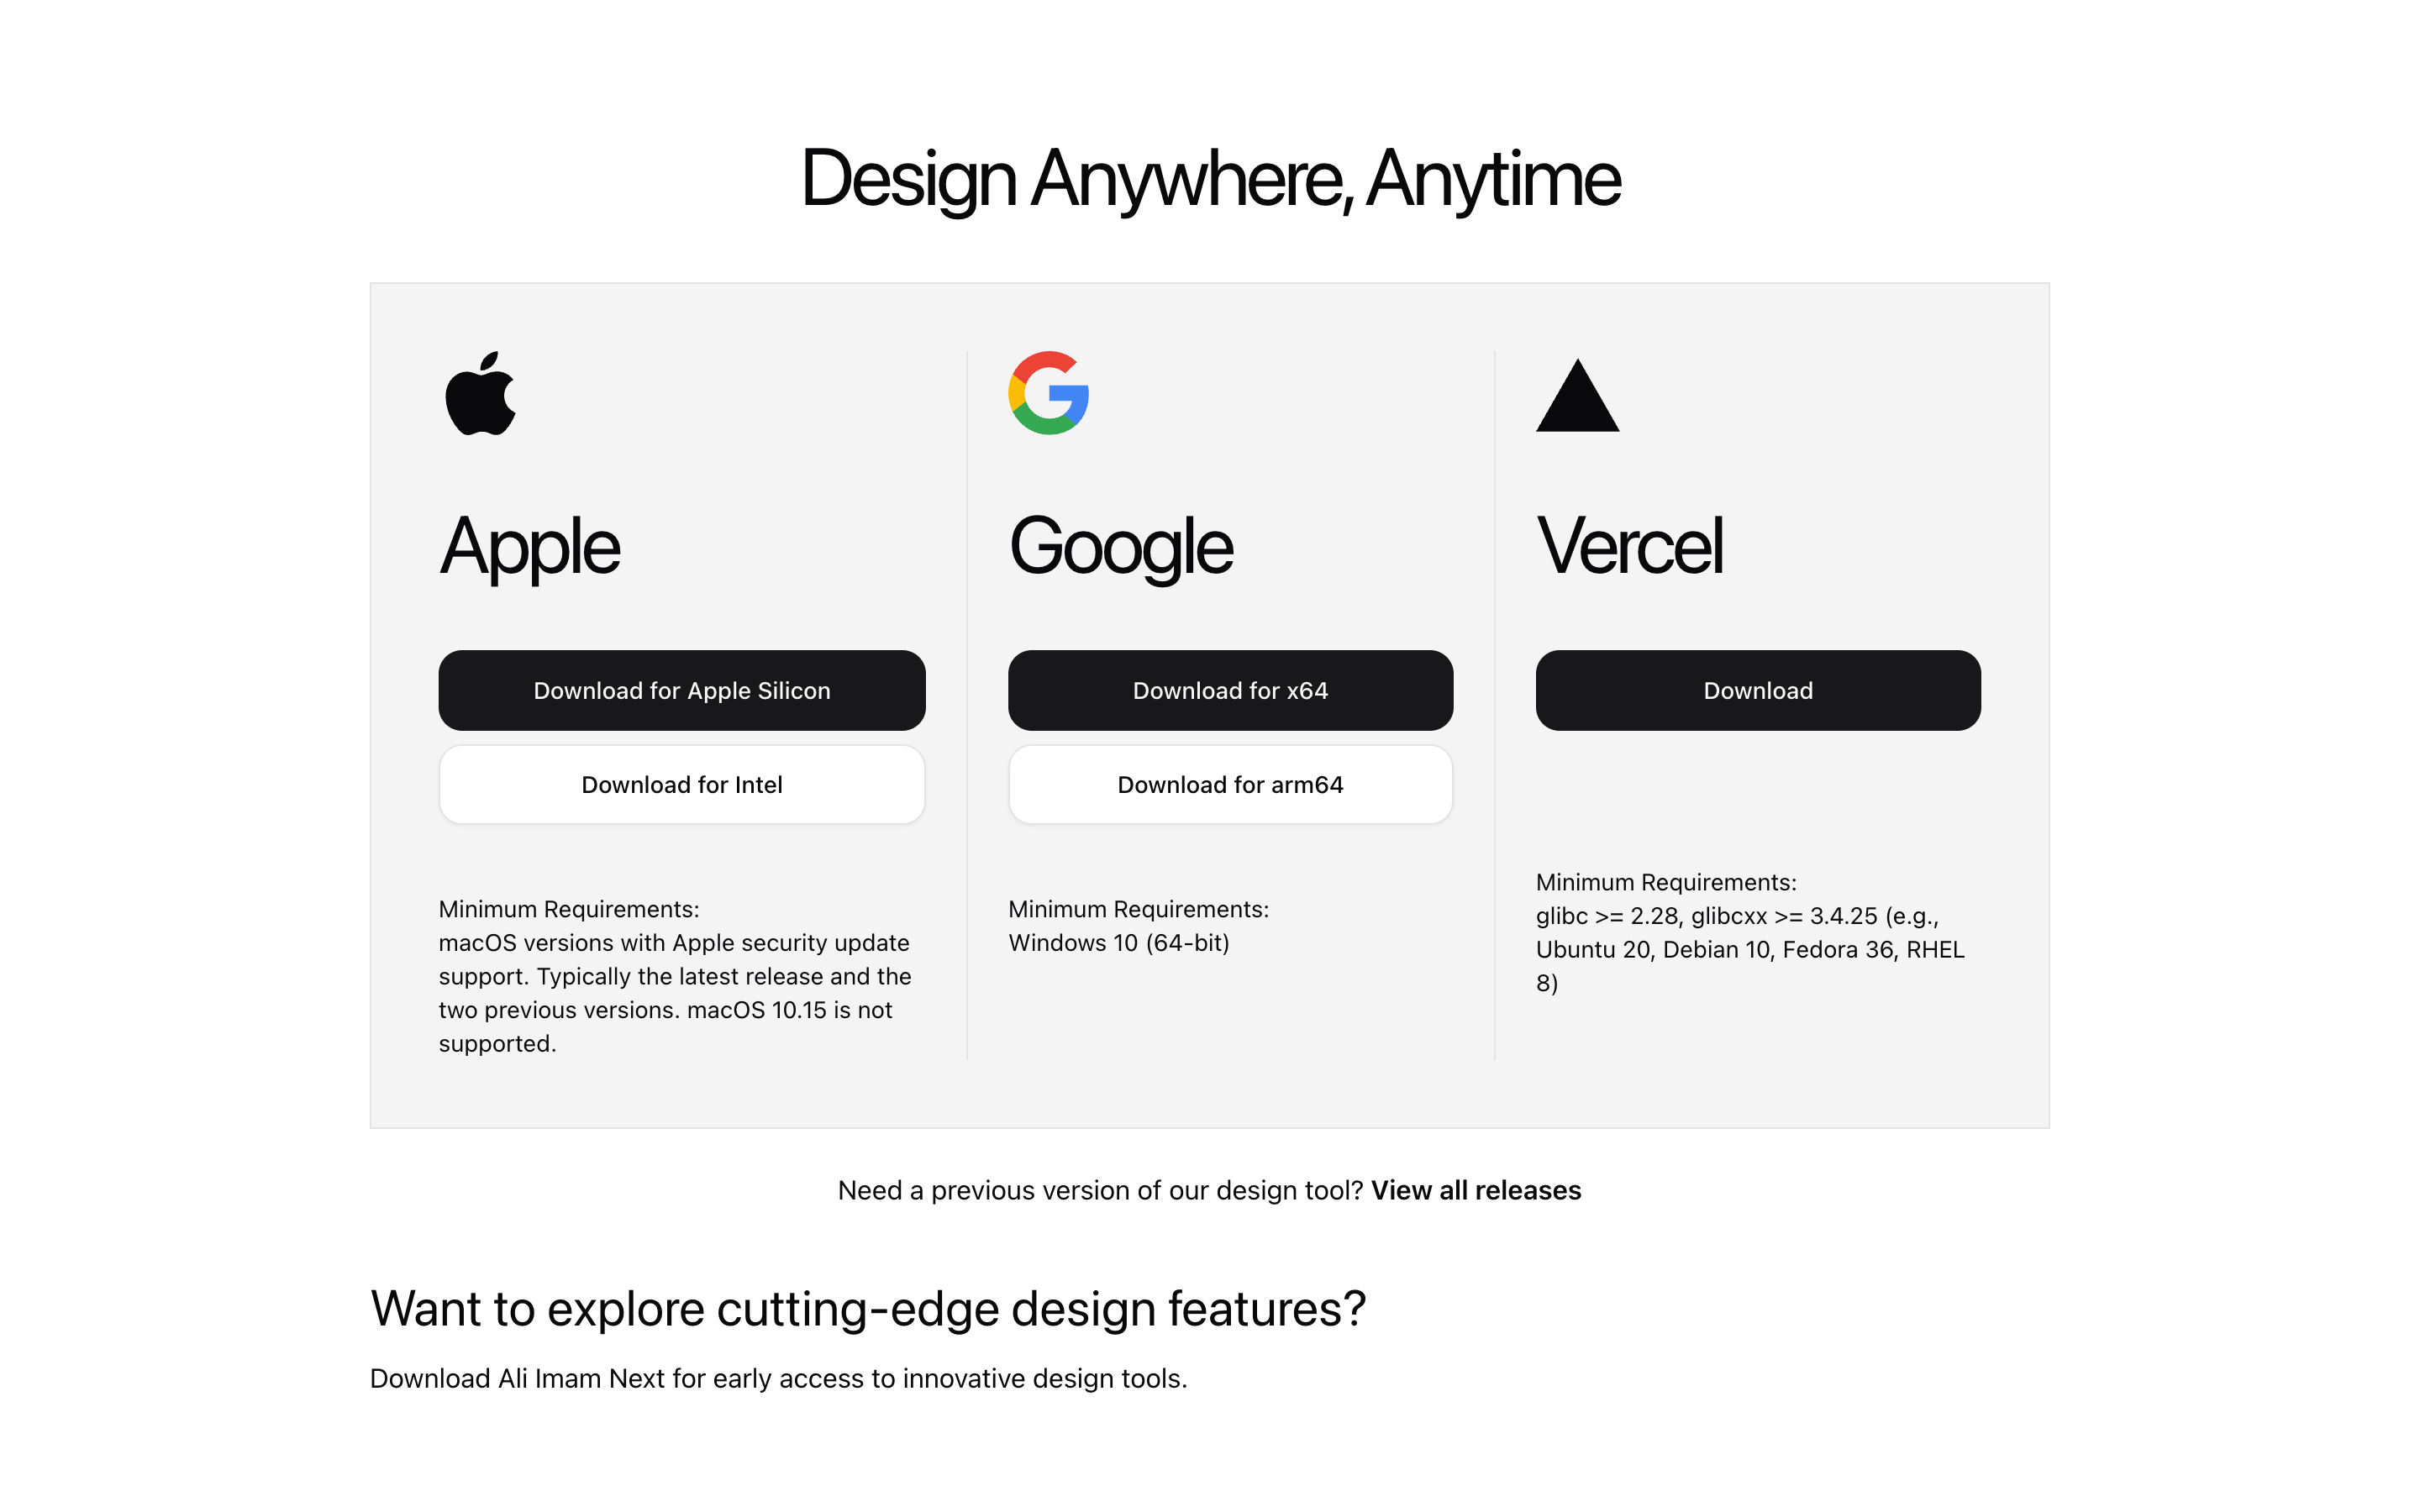 Design Anywhere, Anytime
Apple
Download for Apple Silicon
Download for Intel
Minimum Requirements:
macOS versions with Apple security update
support. Typically the latest release and the
two previous versions. macOS 10.15 is not
supported.
Google
Download for x64
Download for arm64
Minimum Requirements:
Windows 10 (64-bit)
Vercel
Download
Minimum Requirements:
glibc >= 2.28, glibcxx >= 3.4.25 (e.g.,
Ubuntu 20, Debian 10, Fedora 36, RHEL
8)
Need a previous version of our design tool? View all releases
Want to explore cutting-edge design features?
Download Ali Imam Next for early access to innovative design tools.